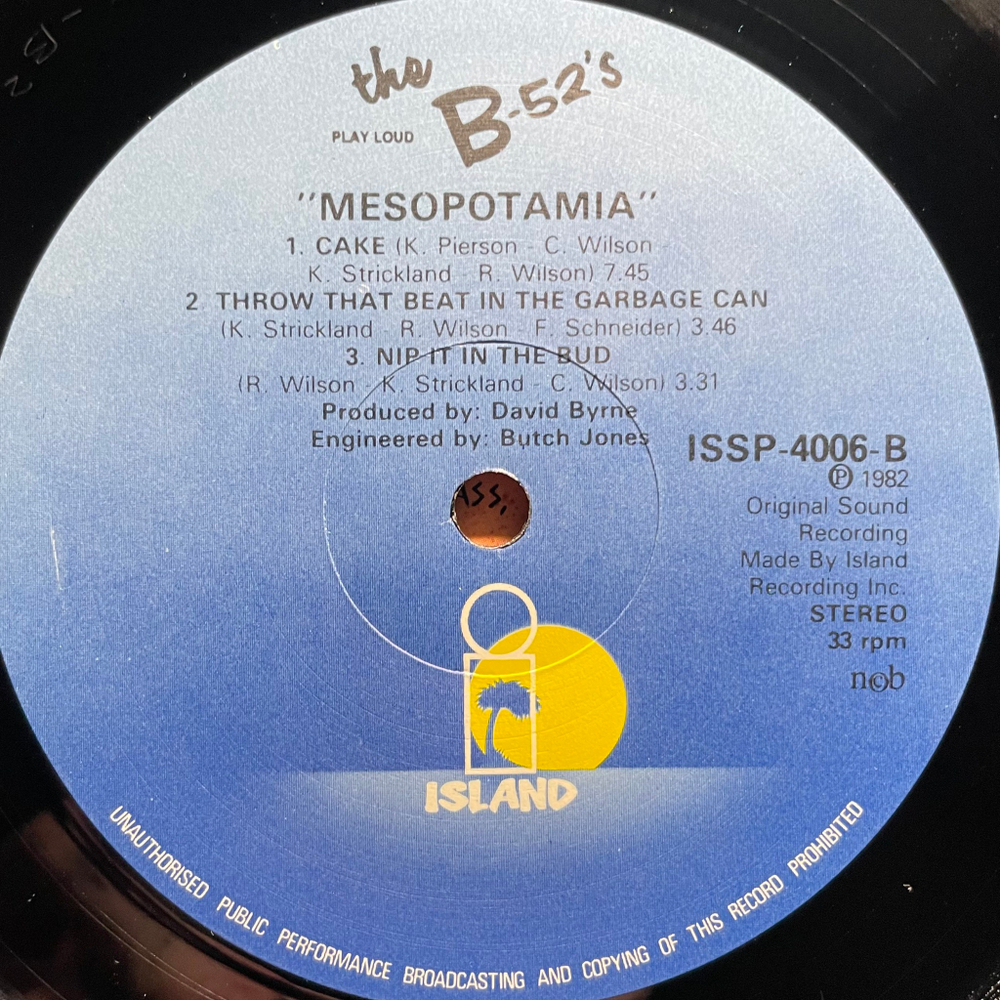 the
B-52's
PLAY LOUD
"MESOPOTAMIA"
1. CAKE (K. Pierson - C. Wilson -
K. Strickland - R. Wilson) 7.45
2 THROW THAT BEAT IN THE GARBAGE CAN
(K. Strickland - R. Wilson - F. Schneider) 3.46
3. NIP IT IN THE BUD
(R. Wilson - K. Strickland - C. Wilson) 3.31
Produced by: David Byrne
Engineered by: Butch Jones
ISSP-4006-B
Ⓟ 1982
Original Sound
Recording
Made By Island
Recording Inc.
STEREO
33 rpm
n©b
ISLAND
UNAUTHORISED PUBLIC PERFORMANCE BROADCASTING AND COPYING OF THIS RECORD PROHIBITED